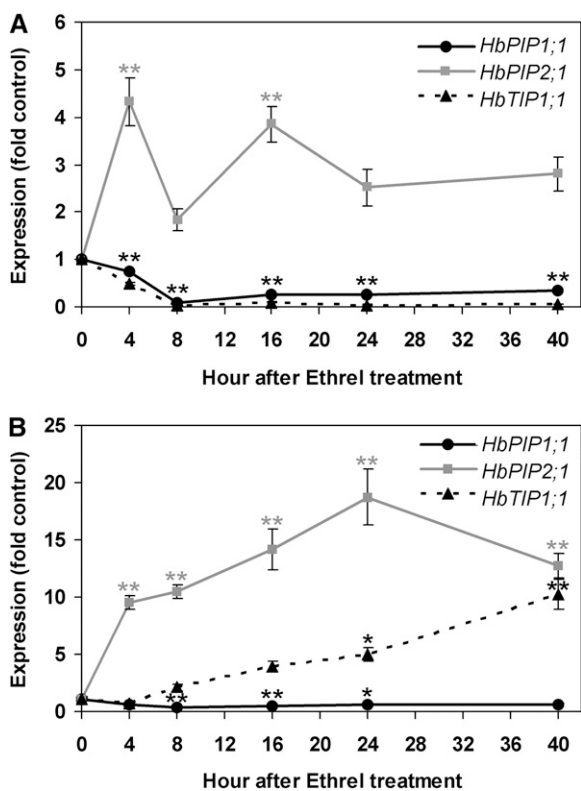 A
Expression (fold control)
6
5
4
3
2
1
0
HbPIP1;1
HbPIP2;1
HbTIP1;1
**
**
**
**
**
**
**
0 4 8 12 16 20 24 28 32 36 40
Hour after Ethrel treatment
B
Expression (fold control)
25
20
15
10
5
0
HbPIP1;1
HbPIP2;1
HbTIP1;1
**
**
**
**
**
**
*
**
**
*
0 4 8 12 16 20 24 28 32 36 40
Hour after Ethrel treatment